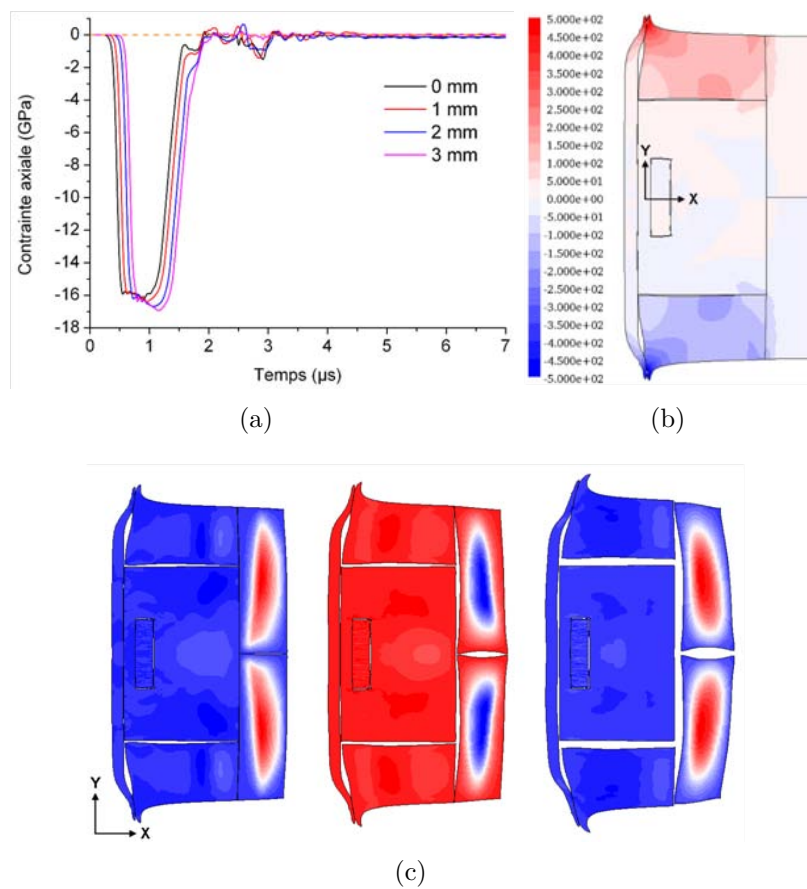 0
-2
-4
-6
-8
-10
-12
-14
-16
-18
Contrainte axiale (GPa)
0 mm
1 mm
2 mm
3 mm
0 1 2 3 4 5 6 7
Temps (µs)
(a)
5.000e+02
4.500e+02
4.000e+02
3.500e+02
3.000e+02
2.500e+02
2.000e+02
1.500e+02
1.000e+02
5.000e+01
0.000e+00
-5.000e+01
-1.000e+02
-1.500e+02
-2.000e+02
-2.500e+02
-3.000e+02
-3.500e+02
-4.000e+02
-4.500e+02
-5.000e+02
Y
X
(b)
Y
X
(c)